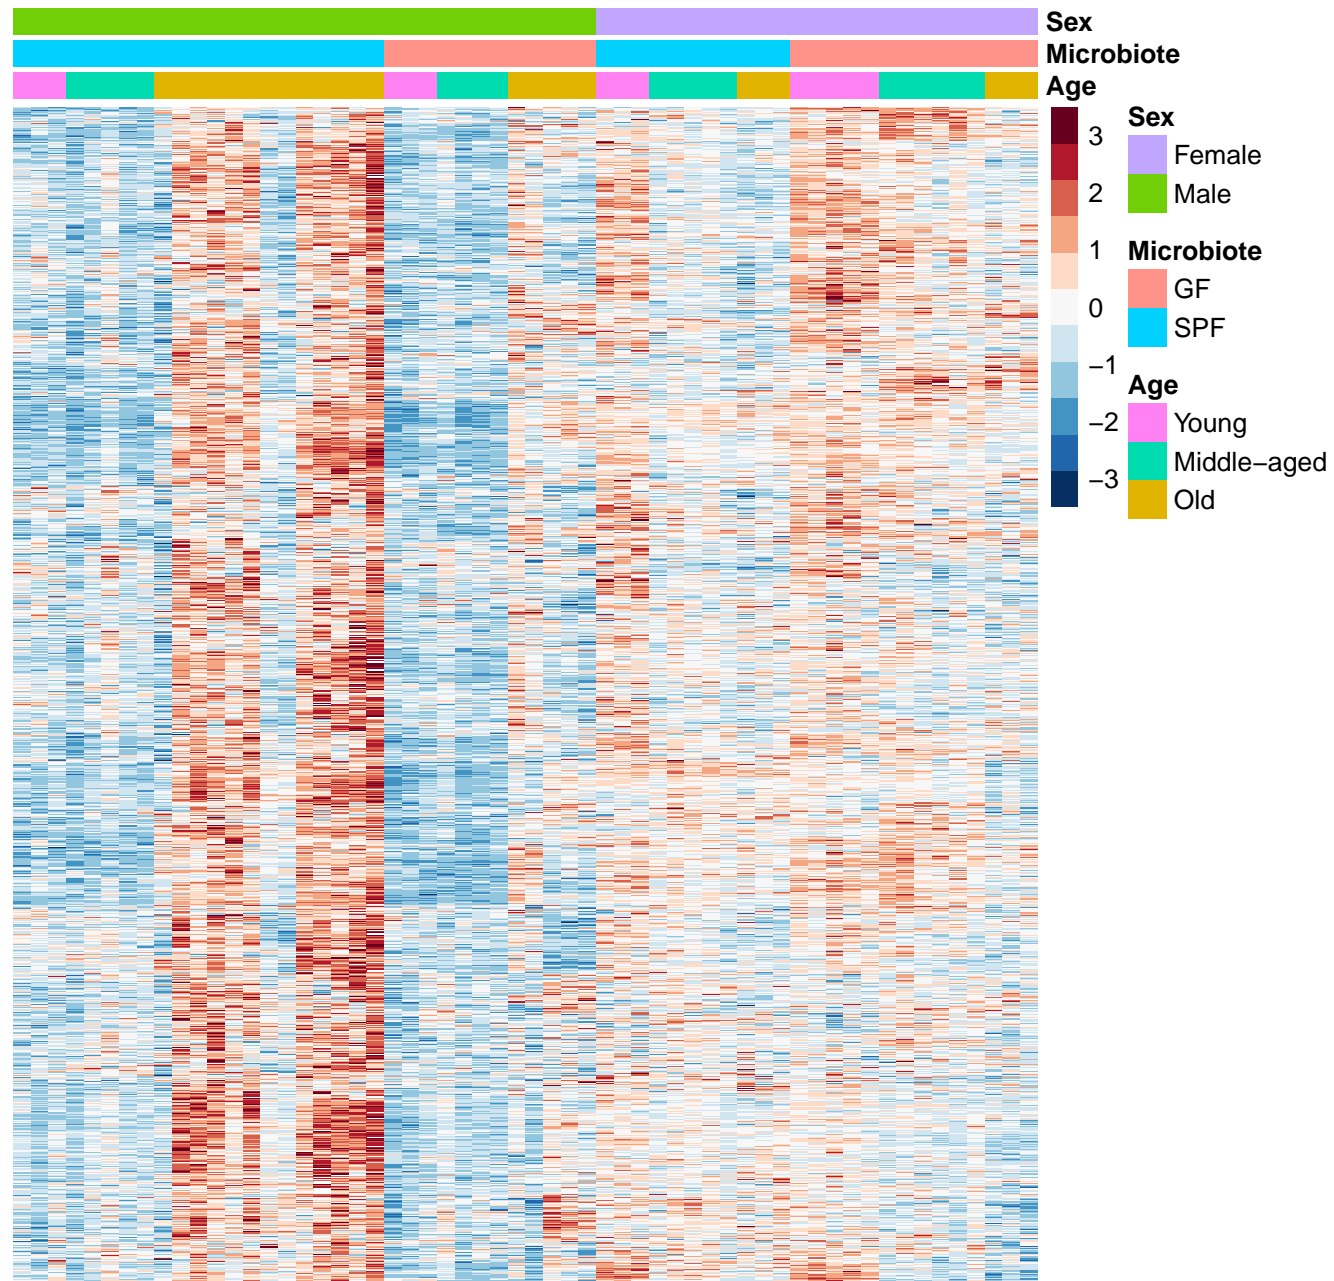 Sex
Microbiote
Age
3
2
1
0
−1
−2
−3
Sex
Female
Male
Microbiote
GF
SPF
Age
Young
Middle−aged
Old